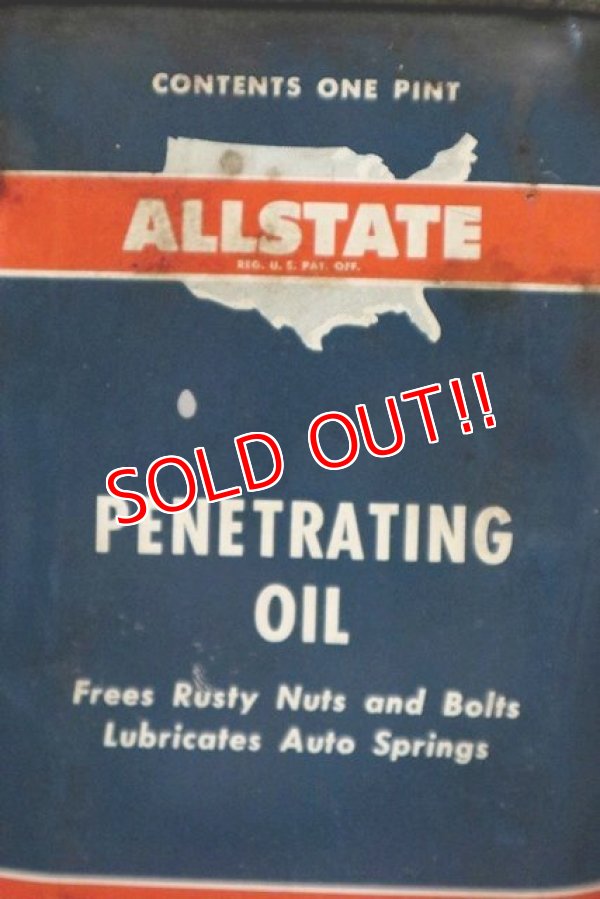 CONTENTS ONE PINT
ALLSTATE
REG. U. S. PAT. OFF.
SOLD OUT!!
PENETRATING
OIL
Frees Rusty Nuts and Bolts
Lubricates Auto Springs